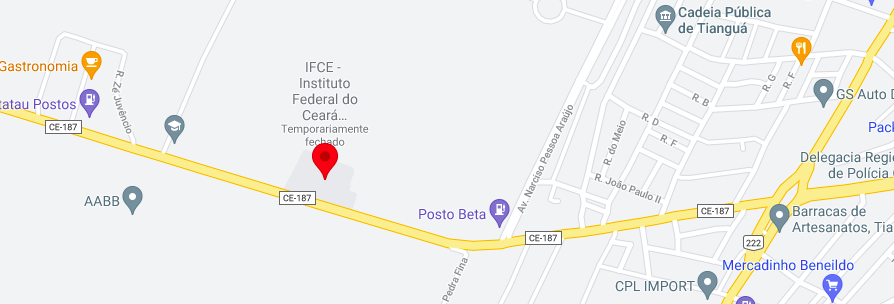 Cadeia Pública
de Tianguá
Gastronomia
R. Zé Juvêncio
tatau Postos
CE-187
IFCE -
Instituto
Federal do
Ceará...
Temporariamente
fechado
CE-187
AABB
Posto Beta
Av. Narciso Pessoa Araújo
R. do Meio
R. D
R. B
R. F
R. G
R. F
GS Auto D
Pack
Delegacia Regi
de Polícia
R. João Paulo II
CE-187
CE-187
Barracas de
Artesanatos, Tia
222
Mercadinho Beneildo
CPL IMPORT
Pedra Fina